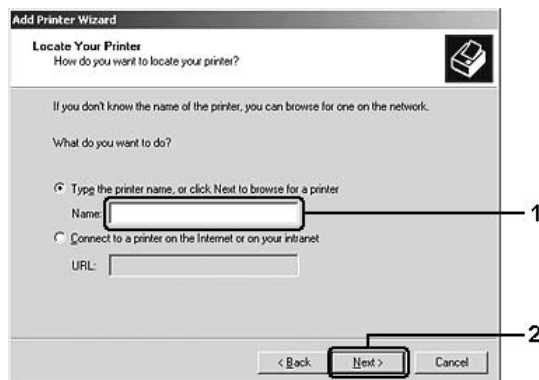 Add Printer Wizard
Locate Your Printer
How do you want to locate your printer?
If you don't know the name of the printer, you can browse for one on the network.
What do you want to do?
Type the printer name, or click Next to browse for a printer
Name:
1
Connect to a printer on the Internet or on your intranet
URL:
2
< Back Next > Cancel